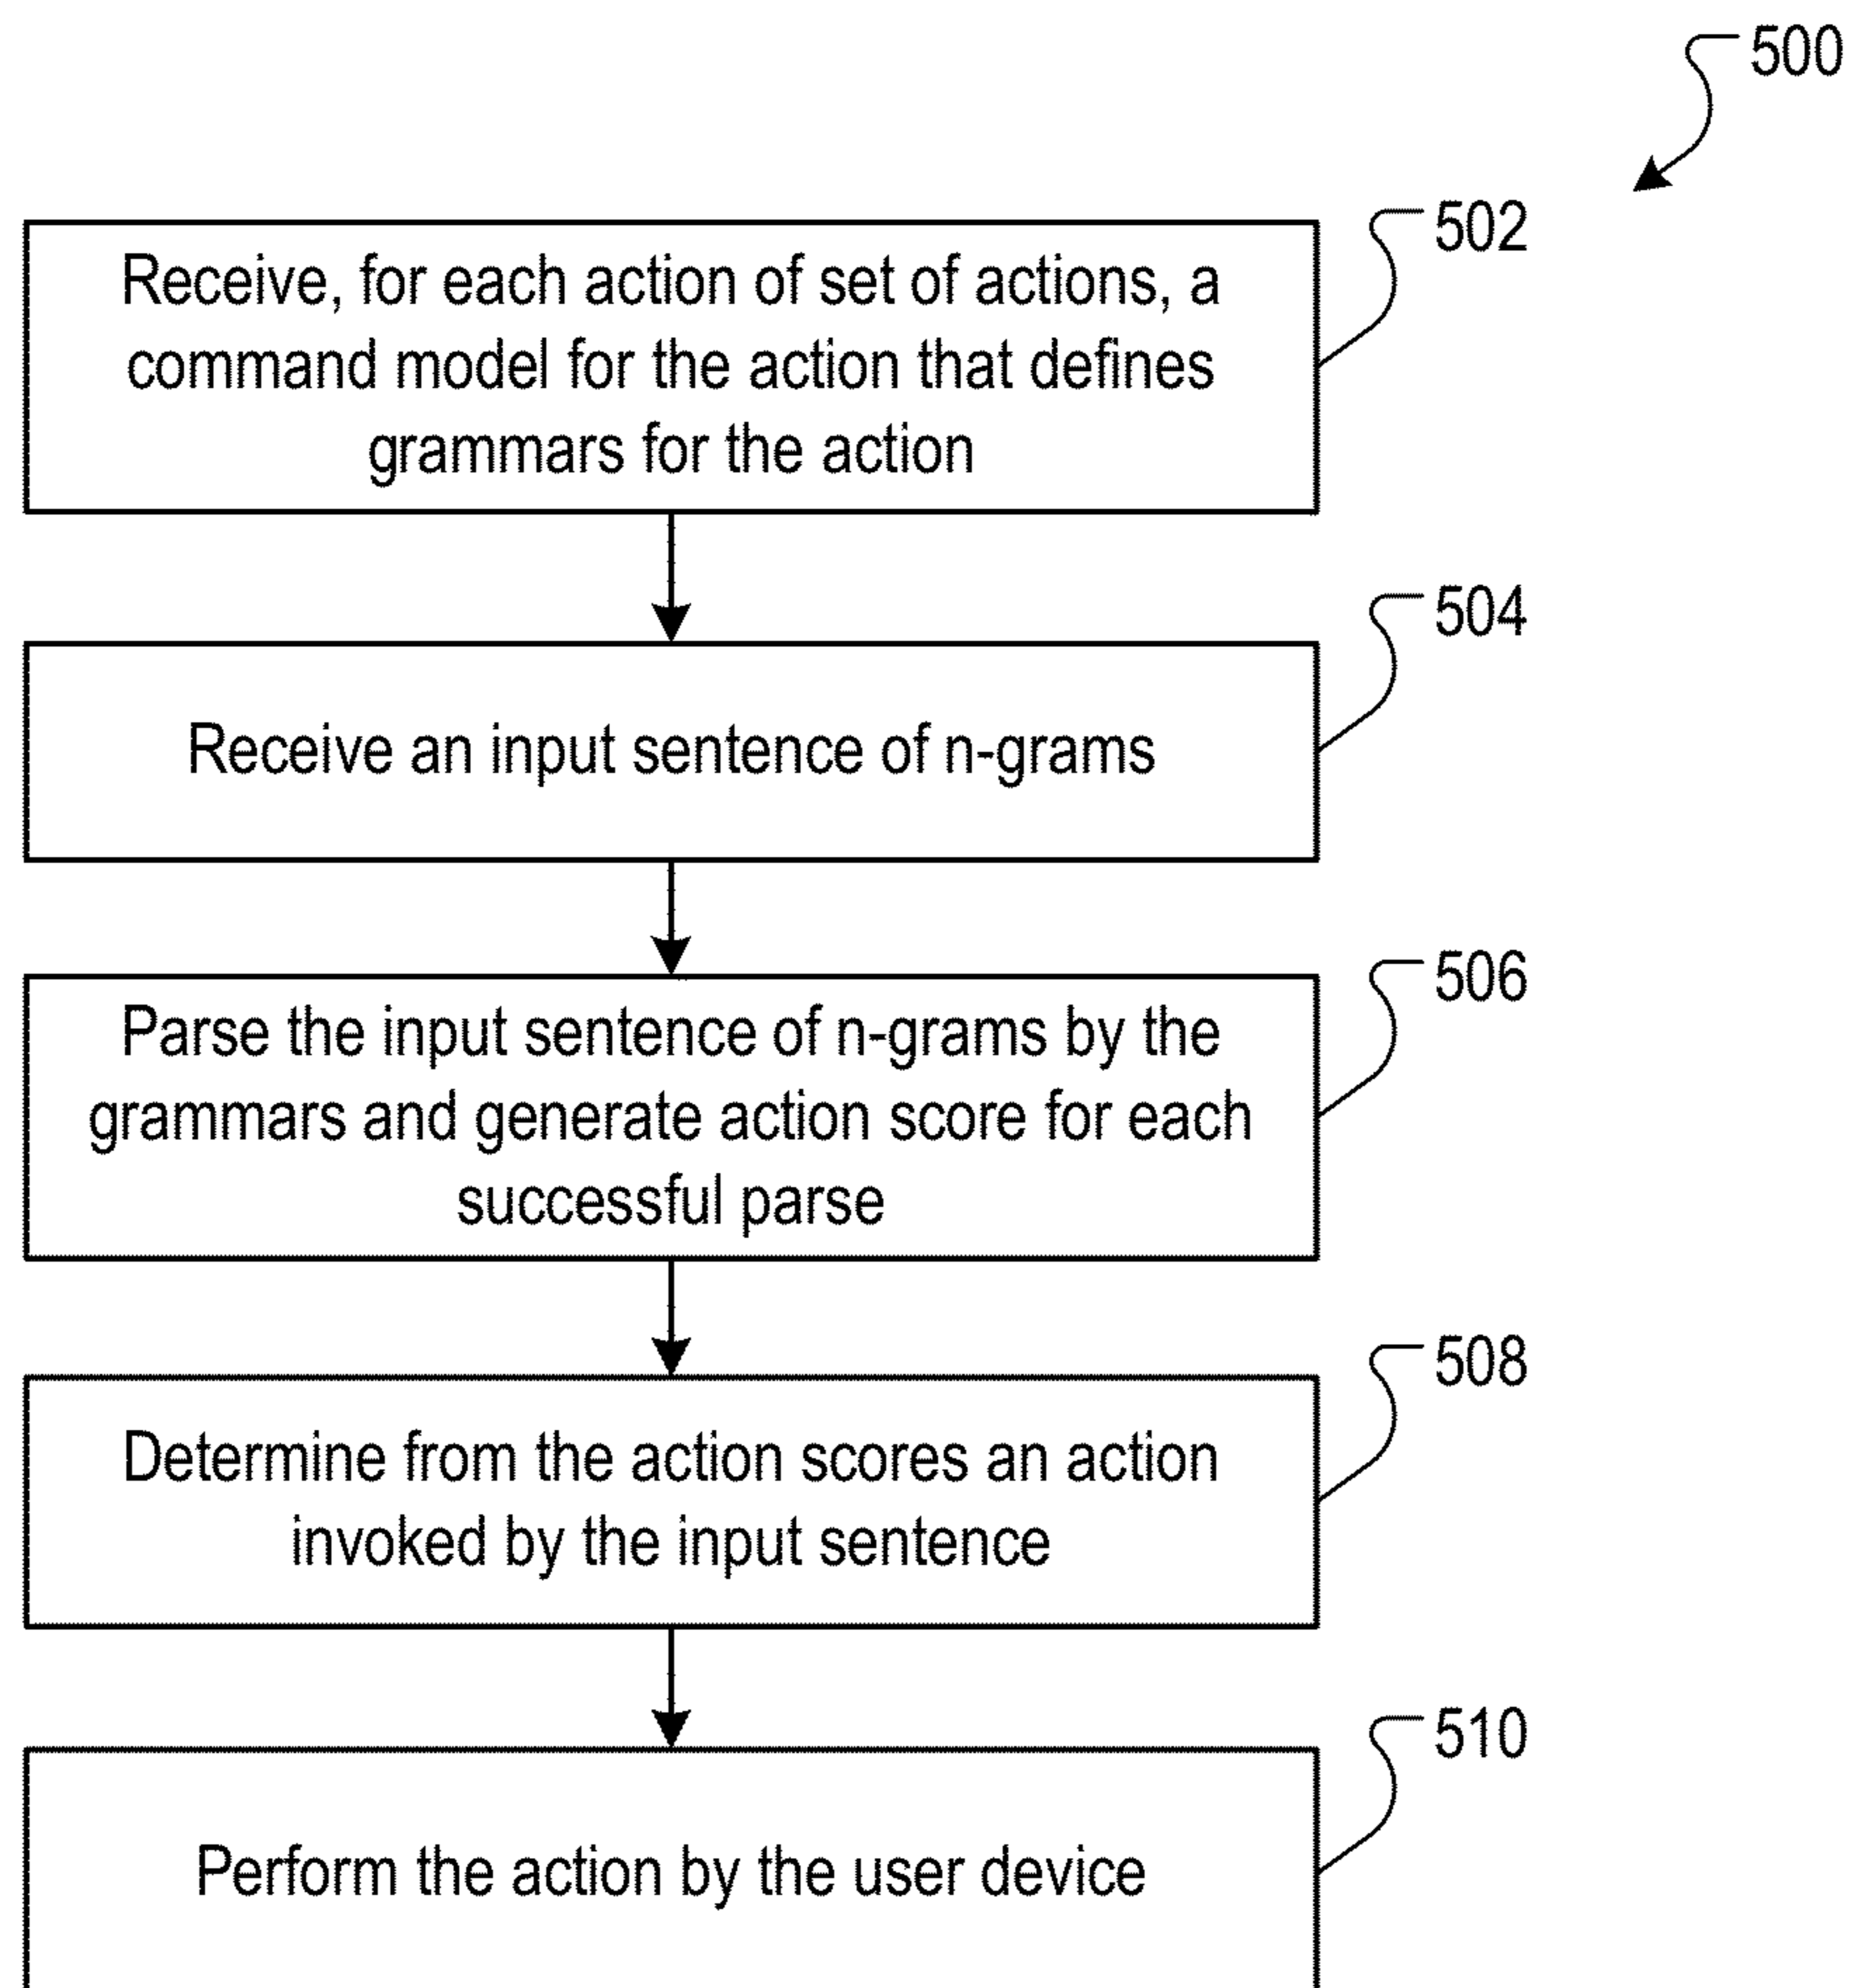 500
502
Receive, for each action of set of actions, a
command model for the action that defines
grammars for the action
504
Receive an input sentence of n-grams
506
Parse the input sentence of n-grams by the
grammars and generate action score for each
successful parse
508
Determine from the action scores an action
invoked by the input sentence
510
Perform the action by the user device